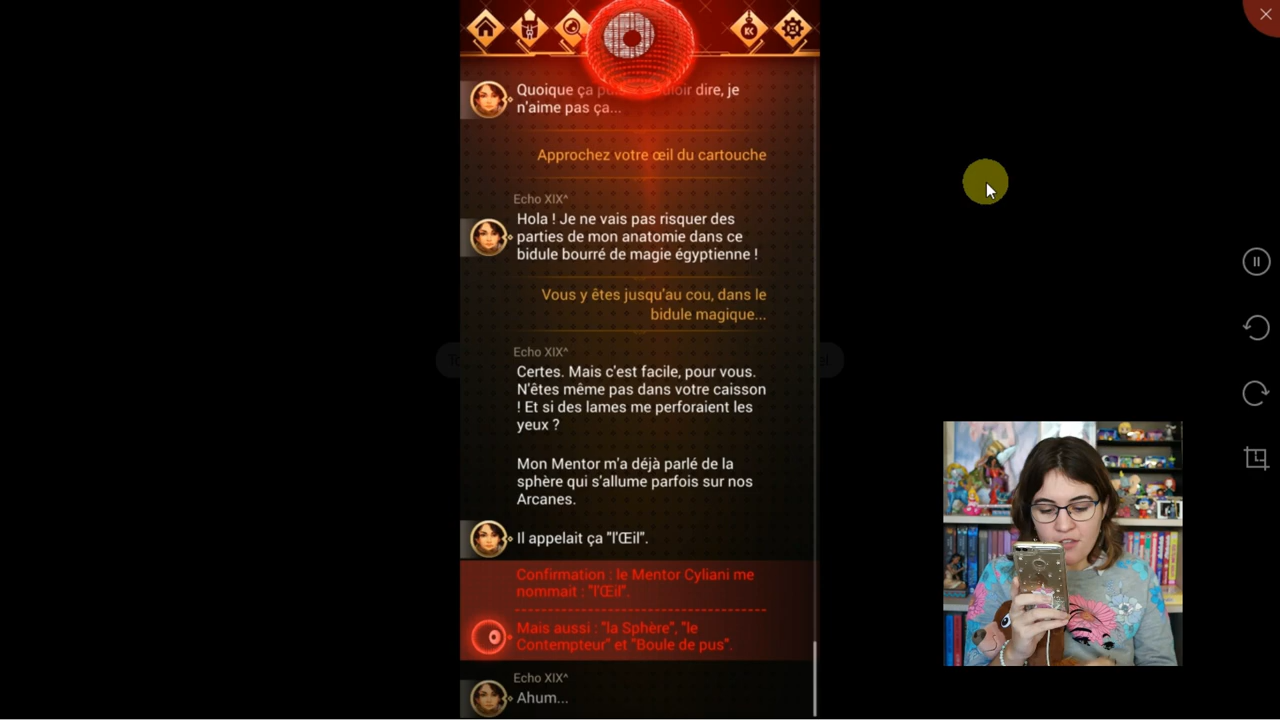 Quoique ça dire, je
n'aime pas ça...
Approchez votre œil du cartouche
Echo XIX^
Hola ! Je ne vais pas risquer des
parties de mon anatomie dans ce
bidule bourré de magie égyptienne !
Vous y êtes jusqu'au cou, dans le
bidule magique...
Echo XIX^
Certes. Mais c'est facile, pour vous.
N'êtes même pas dans votre caisson
! Et si des lames me perforaient les
yeux ?
Mon Mentor m'a déjà parlé de la
sphère qui s'allume parfois sur nos
Arcanes.
Il appelait ça "l'Œil".
Confirmation : le Mentor Cyliani me
nommait : "l'Œil".
Mais aussi : "la Sphère", "le
Contempteur" et "Boule de pus".
Echo XIX^
Ahum...